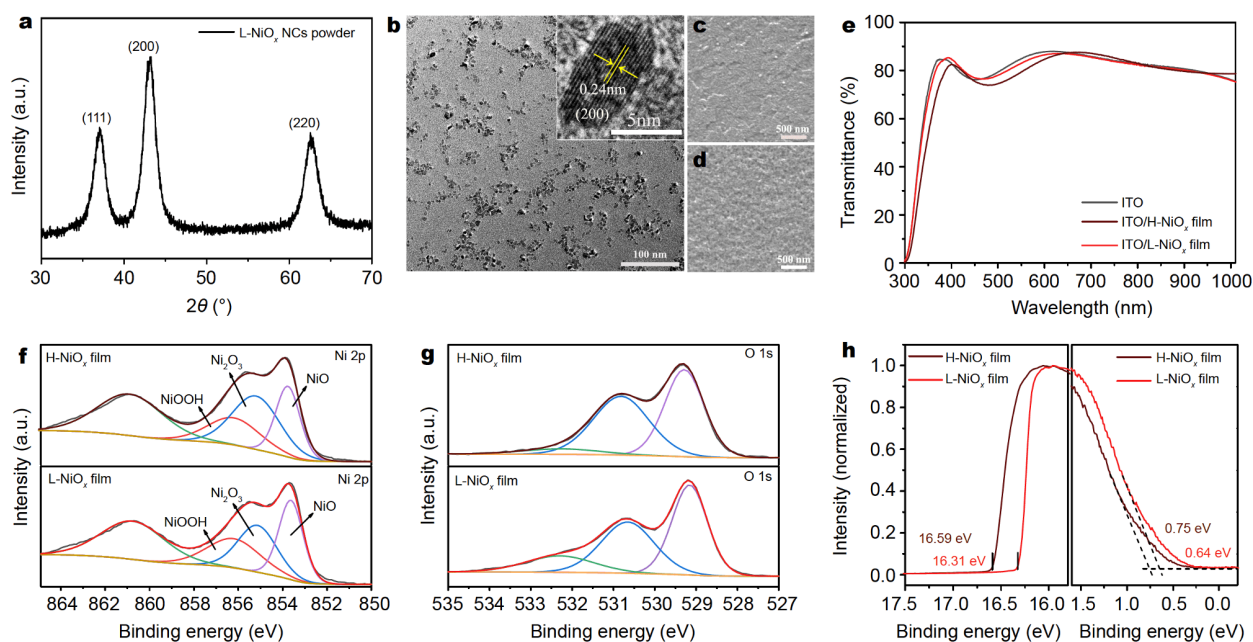 a
L-NiOₓ NCs powder
(111)
(200)
(220)
Intensity (a.u.)
30 40 50 60 70
2θ (°)
b
0.24nm
(200)
5nm
100 nm
c
500 nm
d
500 nm
e
Transmittance (%)
100
80
60
40
20
0
ITO
ITO/H-NiOₓ film
ITO/L-NiOₓ film
300 400 500 600 700 800 900 1000
Wavelength (nm)
f
H-NiOₓ film
Ni 2p
Ni₂O₃
NiOOH
NiO
L-NiOₓ film
Ni 2p
Ni₂O₃
NiOOH
NiO
Intensity (a.u.)
864 862 860 858 856 854 852 850
Binding energy (eV)
g
H-NiOₓ film
O 1s
L-NiOₓ film
O 1s
Intensity (a.u.)
535 534 533 532 531 530 529 528 527
Binding energy (eV)
h
H-NiOₓ film
L-NiOₓ film
H-NiOₓ film
L-NiOₓ film
Intensity (normalized)
1.0
0.8
0.6
0.4
0.2
0.0
16.59 eV
16.31 eV
0.75 eV
0.64 eV
17.5 17.0 16.5 16.0 1.5 1.0 0.5 0.0
Binding energy (eV)